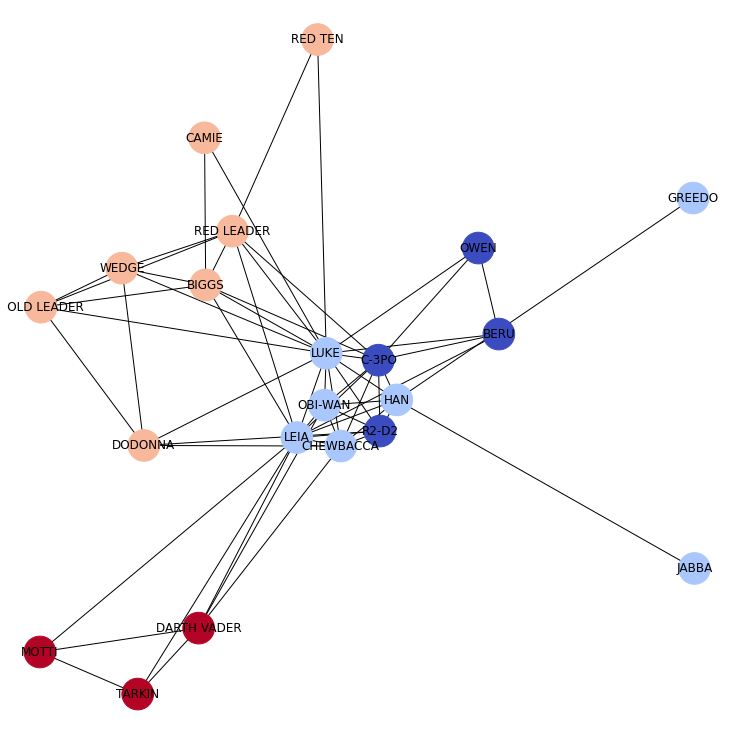 RED TEN
CAMIE
GREEDO
RED LEADER
OWEN
WEDGE
BIGGS
OLD LEADER
BERU
LUKE
C-3PO
HAN
OBI-WAN
R2-D2
LEIA
CHEWBACCA
DODONNA
JABBA
DARTH VADER
MOTTI
TARKIN